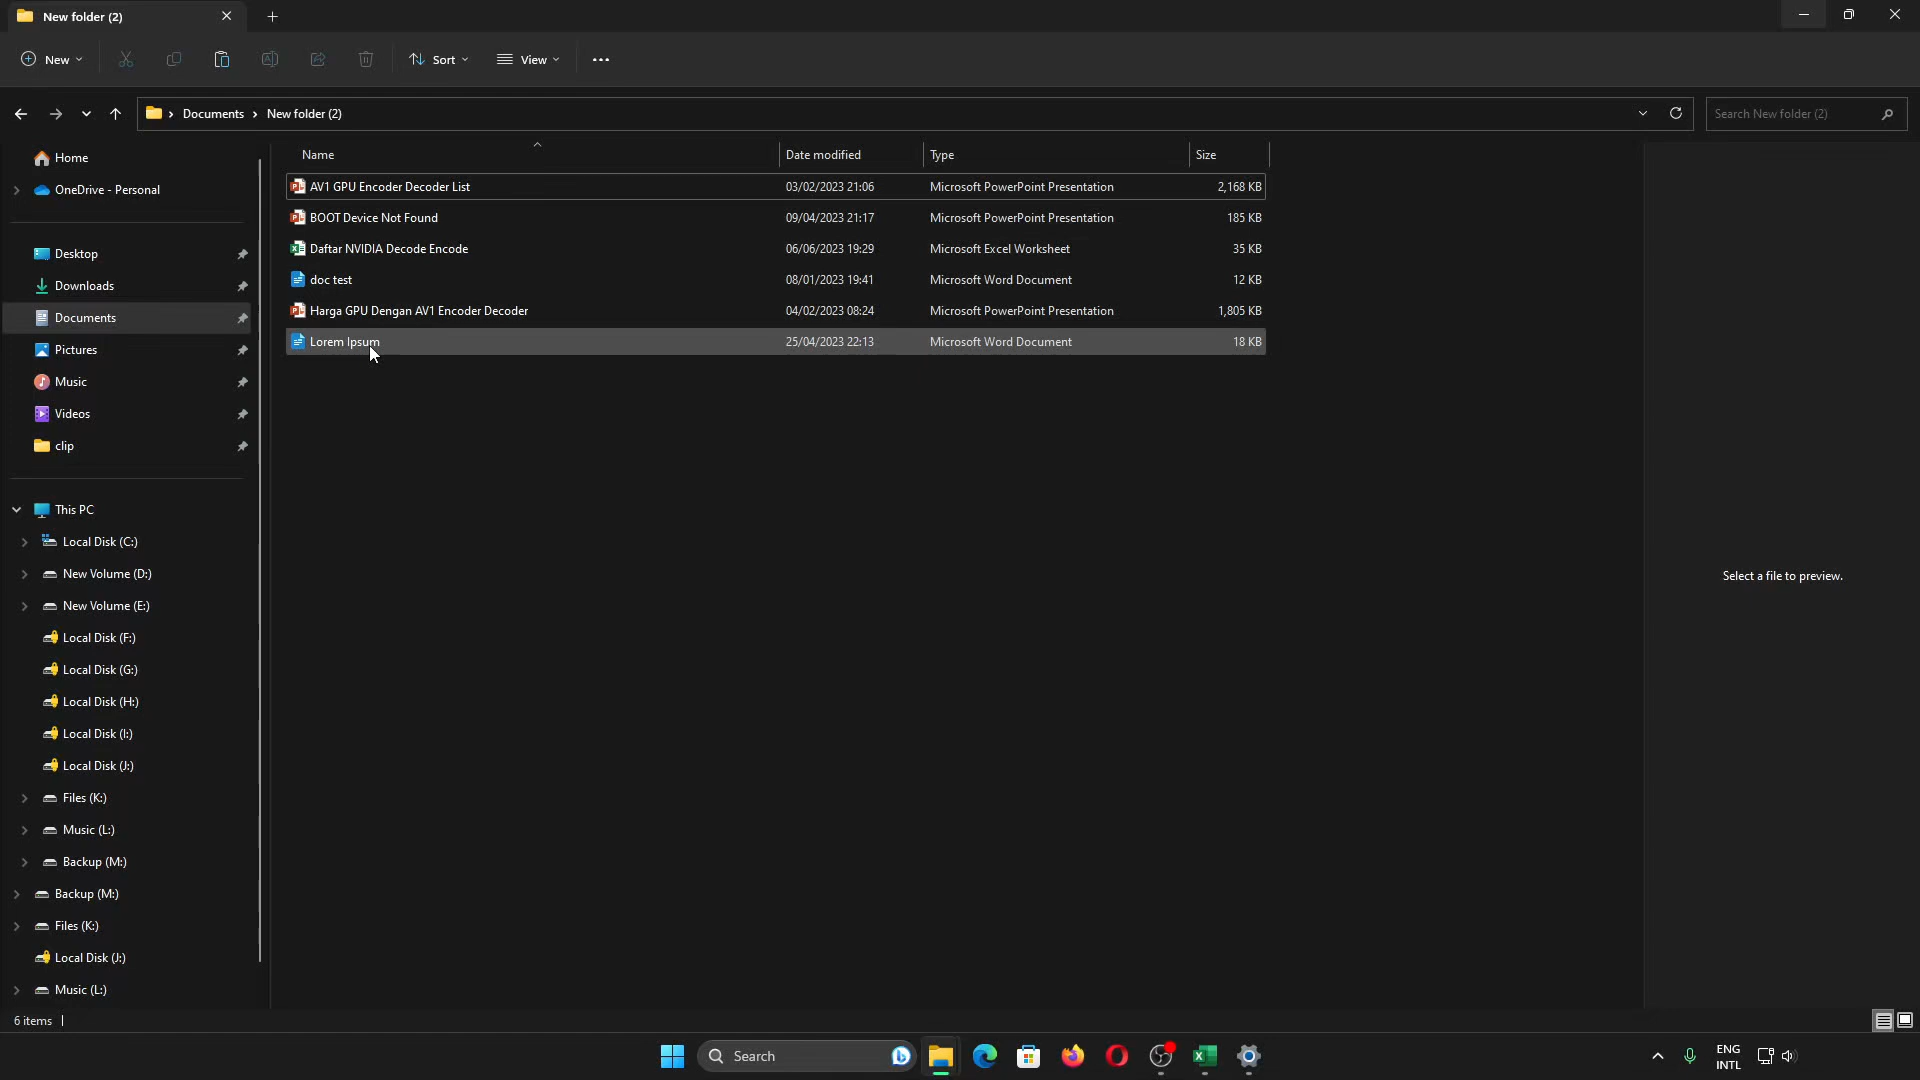 New folder (2)
New
Sort
View
Documents > New folder (2)
Search New folder (2)
Home
OneDrive - Personal
Desktop
Downloads
Documents
Pictures
Music
Videos
clip
This PC
Local Disk (C:)
New Volume (D:)
New Volume (E:)
Local Disk (F:)
Local Disk (G:)
Local Disk (H:)
Local Disk (I:)
Local Disk (J:)
Files (K:)
Music (L:)
Backup (M:)
Backup (M:)
Files (K:)
Local Disk (J:)
Music (L:)
Name Date modified Type Size
AV1 GPU Encoder Decoder List 03/02/2023 21:06 Microsoft PowerPoint Presentation 2,168 KB
BOOT Device Not Found 09/04/2023 21:17 Microsoft PowerPoint Presentation 185 KB
Daftar NVIDIA Decode Encode 06/06/2023 19:29 Microsoft Excel Worksheet 35 KB
doc test 08/01/2023 19:41 Microsoft Word Document 12 KB
Harga GPU Dengan AV1 Encoder Decoder 04/02/2023 08:24 Microsoft PowerPoint Presentation 1,805 KB
Lorem Ipsum 25/04/2023 22:13 Microsoft Word Document 18 KB
Select a file to preview.
6 items
Search
ENG
INTL